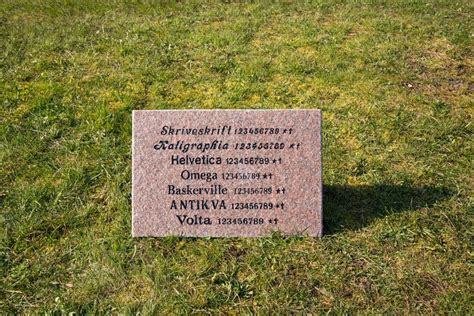 Skriveskrift 123456789 ★ ✝
Kaligraphia 123456789 ★ ✝
Helvetica 123456789 ★ ✝
Omega 123456789 ★ ✝
Baskerville 123456789 ★ ✝
ANTIKVA 123456789 ★ ✝
Volta 123456789 ★ ✝